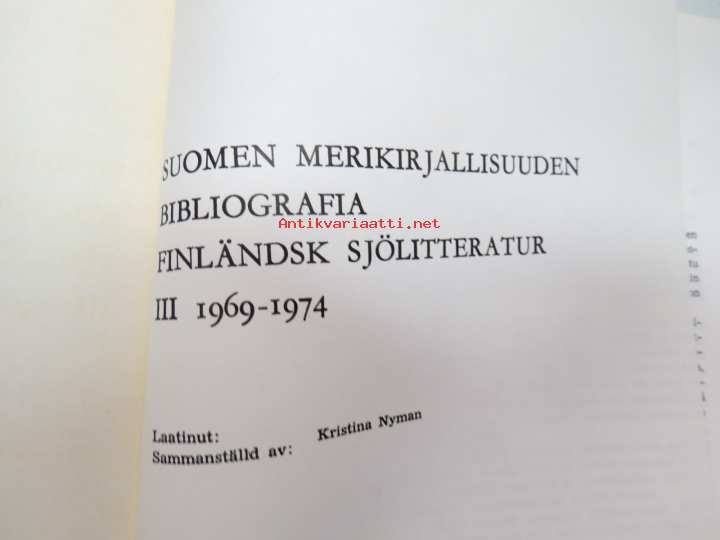 SUOMEN MERIKIRJALLISUUDEN
BIBLIOGRAFIA
Antikvariaatti.net
FINLÄNDSK SJÖLITTERATUR
III 1969-1974
Laatinut: Kristina Nyman
Sammanställd av: